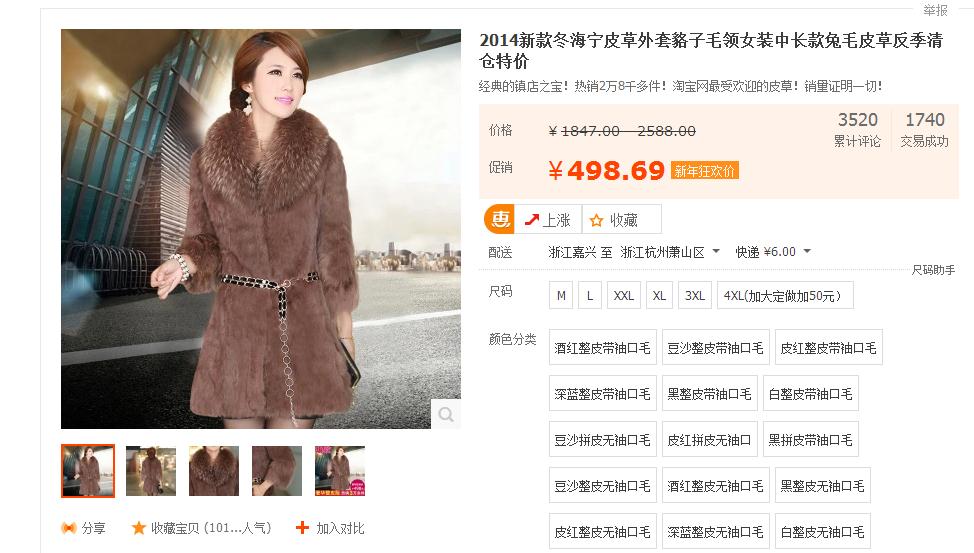 举报
2014新款冬海宁皮草外套貉子毛领女装中长款兔毛皮草反季清
仓特价
经典的镇店之宝！热销2万8千多件！淘宝网最受欢迎的皮草！销量证明一切！
价格 ¥ 1847.00 - 2588.00
3520 1740
累计评论 交易成功
促销 ¥498.69 新年狂欢价
惠 上涨 收藏
配送 浙江嘉兴 至 浙江杭州萧山区 快递 ¥6.00
尺码助手
尺码 M L XXL XL 3XL 4XL(加大定做加50元）
颜色分类 酒红整皮带袖口毛 豆沙整皮带袖口毛 皮红整皮带袖口毛
深蓝整皮带袖口毛 黑整皮带袖口毛 白整皮带袖口毛
豆沙拼皮无袖口毛 皮红拼皮无袖口 黑拼皮带袖口毛
豆沙整皮无袖口毛 酒红整皮无袖口毛 黑整皮无袖口毛
皮红整皮无袖口毛 深蓝整皮无袖口毛 白整皮无袖口毛
分享 收藏宝贝 (101...人气) 加入对比